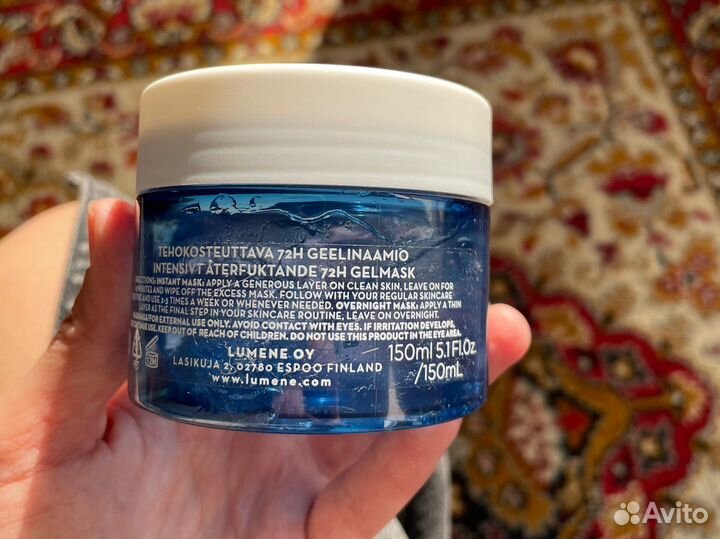 TEHOKOSTEUTTAVA 72H GEELINAAMIO
INTENSIVT ÅTERFUKTANDE 72H GELMASK
DIRECTIONS: INSTANT MASK: APPLY A GENEROUS LAYER ON CLEAN SKIN, LEAVE ON FOR
MINUTES AND WIPE OFF THE EXCESS MASK. FOLLOW WITH YOUR REGULAR SKINCARE
AND USE 2-3 TIMES A WEEK OR WHENEVER NEEDED. OVERNIGHT MASK: APPLY A THIN
LAYER AS THE FINAL STEP IN YOUR SKINCARE ROUTINE, LEAVE ON OVERNIGHT.
FOR EXTERNAL USE ONLY. AVOID CONTACT WITH EYES. IF IRRITATION DEVELOPS,
USE. KEEP OUT OF REACH OF CHILDREN. DO NOT USE THIS PRODUCT IN THE EYE AREA.
12M
LUMENE OY
LASIKUJA 2, 02780 ESPOO FINLAND
www.lumene.com
150ml 5.1Fl.Oz
/150mL
Avito